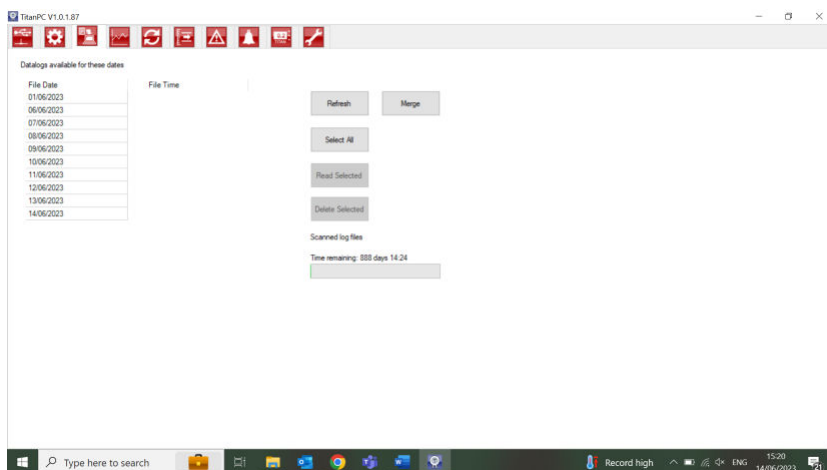 TitanPC V1.0.1.87
Datalogs available for these dates
File Date File Time
01/06/2023
06/06/2023
07/06/2023
08/06/2023
09/06/2023
10/06/2023
11/06/2023
12/06/2023
13/06/2023
14/06/2023
Refresh Merge
Select All
Read Selected
Delete Selected
Scanned log files
Time remaining: 888 days 14:24
Type here to search
Record high
ENG
15:20
14/06/2023
21